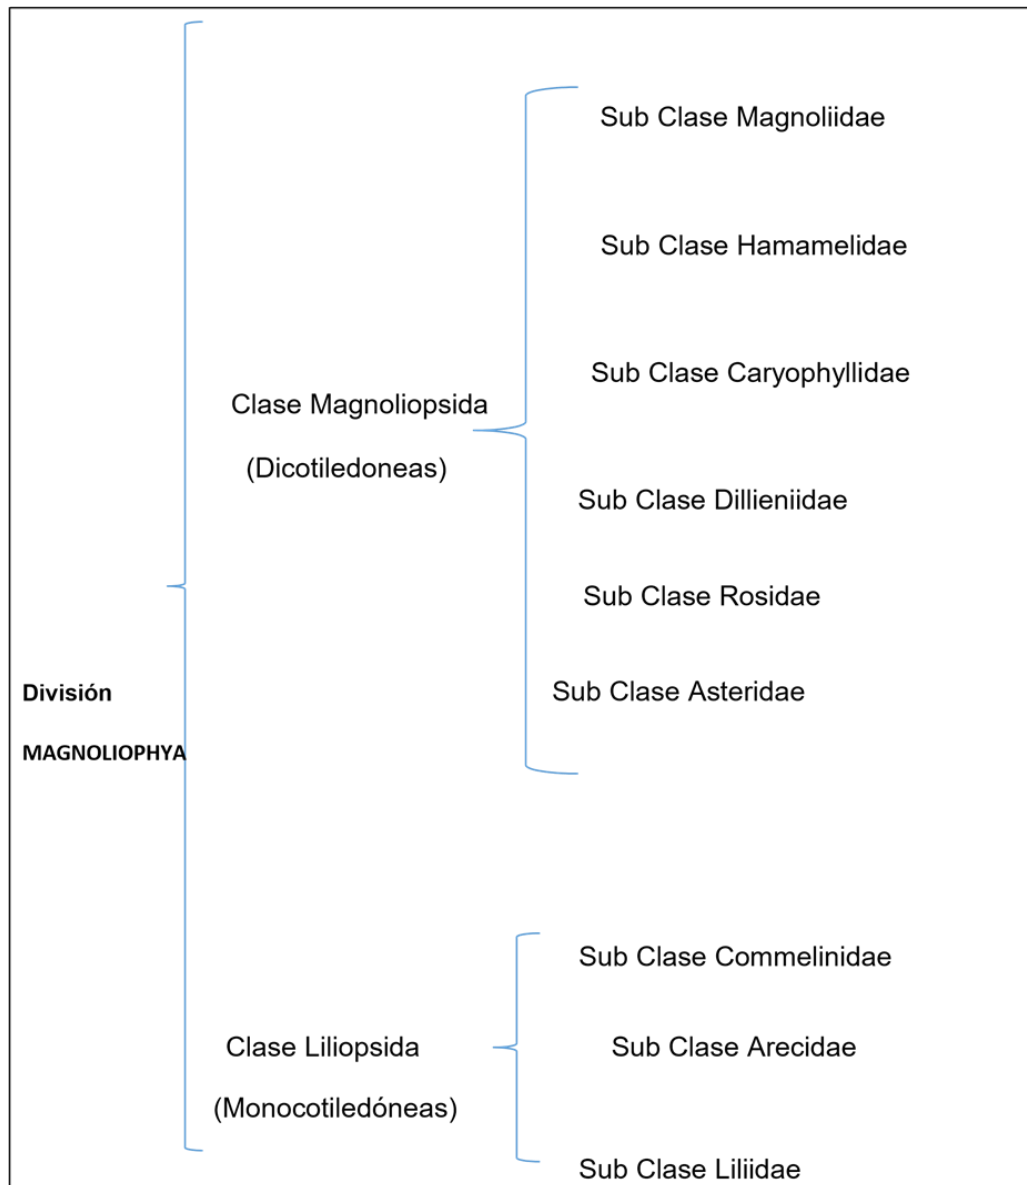 División
MAGNOLIOPHYA
Clase Magnoliopsida
(Dicotiledoneas)
Sub Clase Magnoliidae
Sub Clase Hamamelidae
Sub Clase Caryophyllidae
Sub Clase Dillieniidae
Sub Clase Rosidae
Sub Clase Asteridae
Clase Liliopsida
(Monocotiledóneas)
Sub Clase Commelinidae
Sub Clase Arecidae
Sub Clase Liliidae